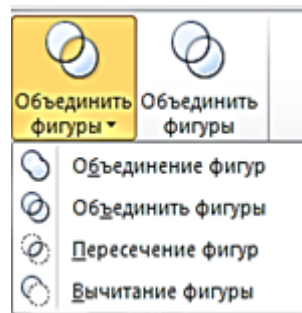 Объединить Объединить
фигуры фигуры
Объединение фигур
Объединить фигуры
Пересечение фигур
Вычитание фигуры